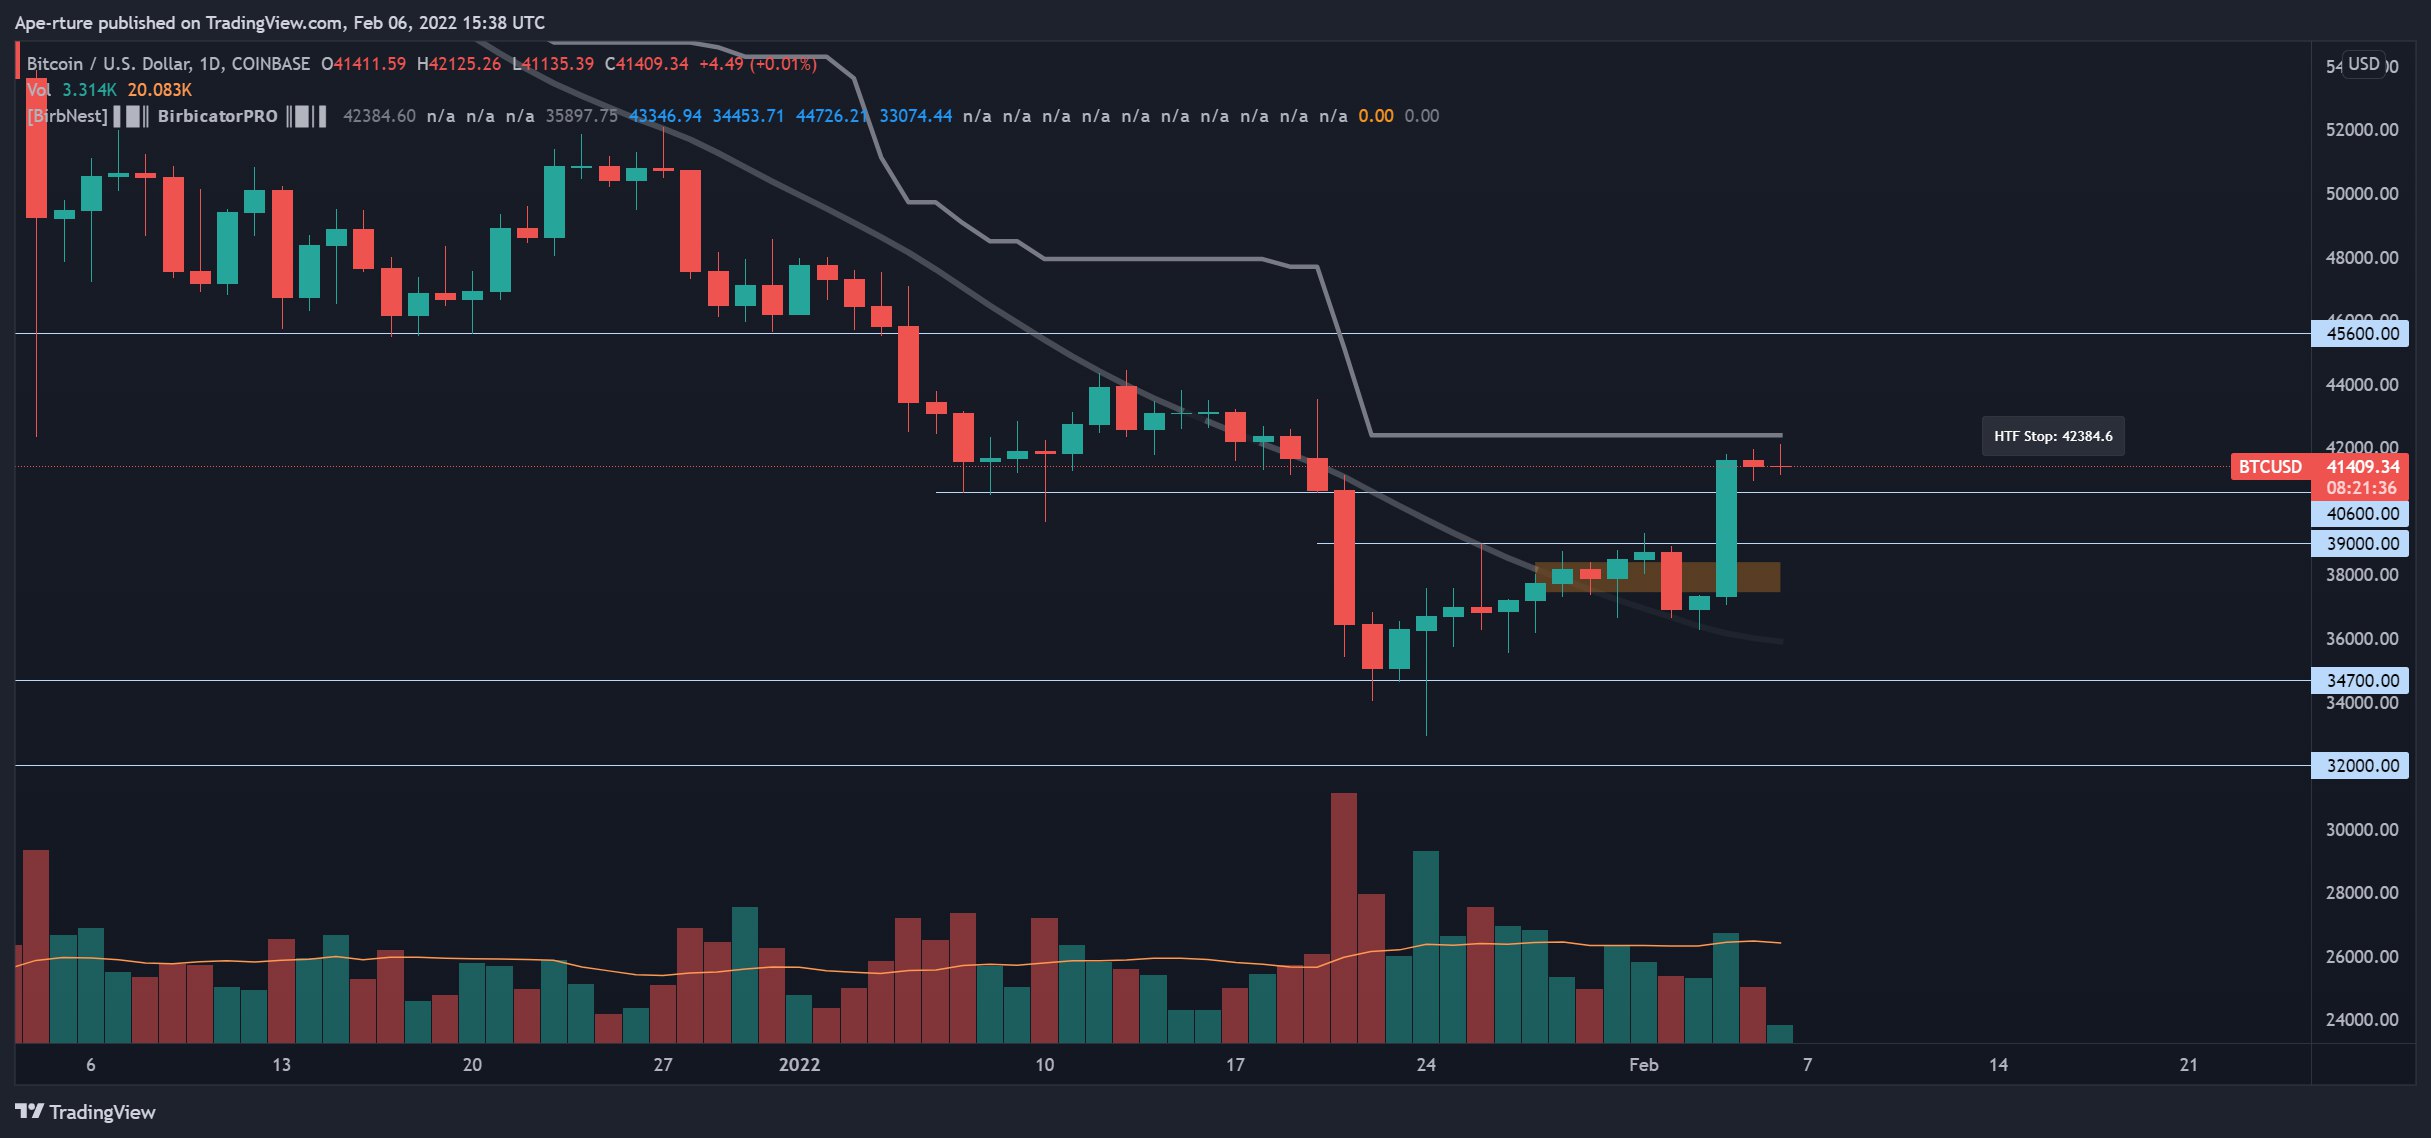 Ape-rture published on TradingView.com, Feb 06, 2022 15:38 UTC
Bitcoin / U.S. Dollar, 1D, COINBASE O41411.59 H42125.26 L41135.39 C41409.34 +4.49 (+0.01%)
Vol 3.314K 20.083K
[BirbNest] BirbicatorPRO 42384.60 n/a n/a n/a 35897.75 43346.94 34453.71 44726.21 33074.44 n/a n/a n/a n/a n/a n/a n/a n/a n/a n/a 0.00 0.00
USD
52000.00
50000.00
48000.00
46000.00
45600.00
44000.00
HTF Stop: 42384.6
42000.00
BTCUSD 41409.34
08:21:36
40600.00
39000.00
38000.00
36000.00
34700.00
34000.00
32000.00
30000.00
28000.00
26000.00
24000.00
6 13 20 27 2022 10 17 24 Feb 7 14 21
TradingView